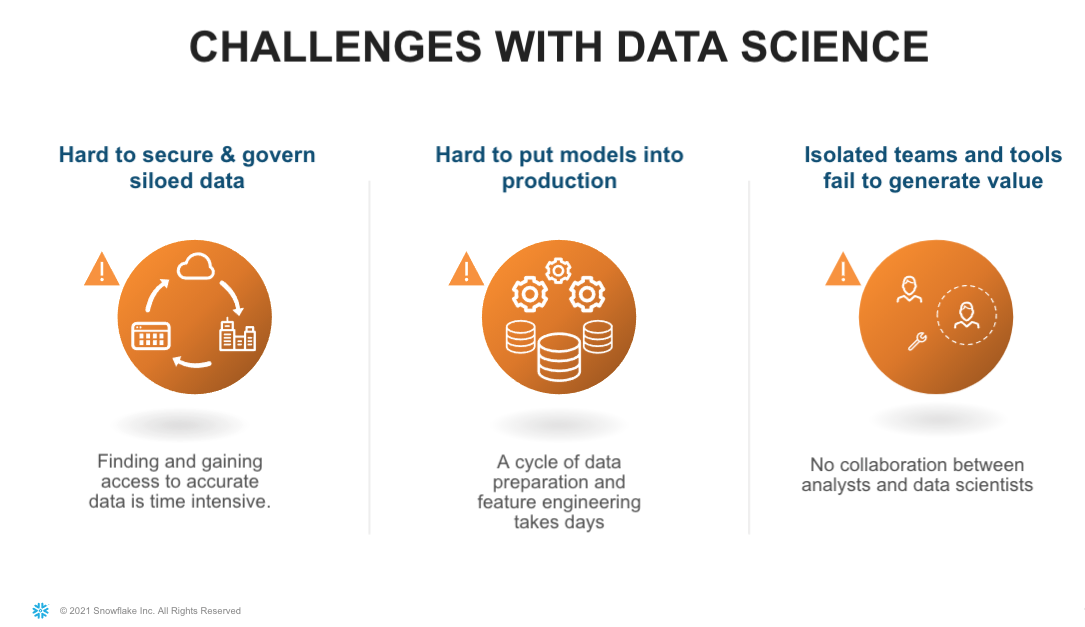 CHALLENGES WITH DATA SCIENCE
Hard to secure & govern
siloed data
Finding and gaining
access to accurate
data is time intensive.
Hard to put models into
production
A cycle of data
preparation and
feature engineering
takes days
Isolated teams and tools
fail to generate value
No collaboration between
analysts and data scientists
© 2021 Snowflake Inc. All Rights Reserved